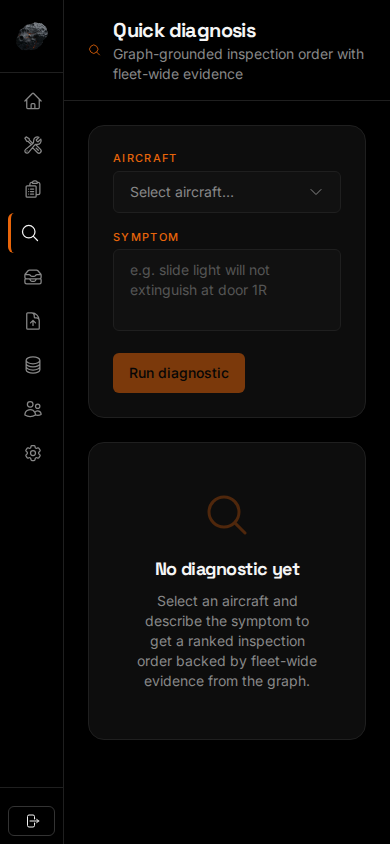 Quick diagnosis
Graph-grounded inspection order with
fleet-wide evidence
AIRCRAFT
Select aircraft...
SYMPTOM
e.g. slide light will not
extinguish at door 1R
Run diagnostic
No diagnostic yet
Select an aircraft and
describe the symptom to
get a ranked inspection
order backed by fleet-wide
evidence from the graph.